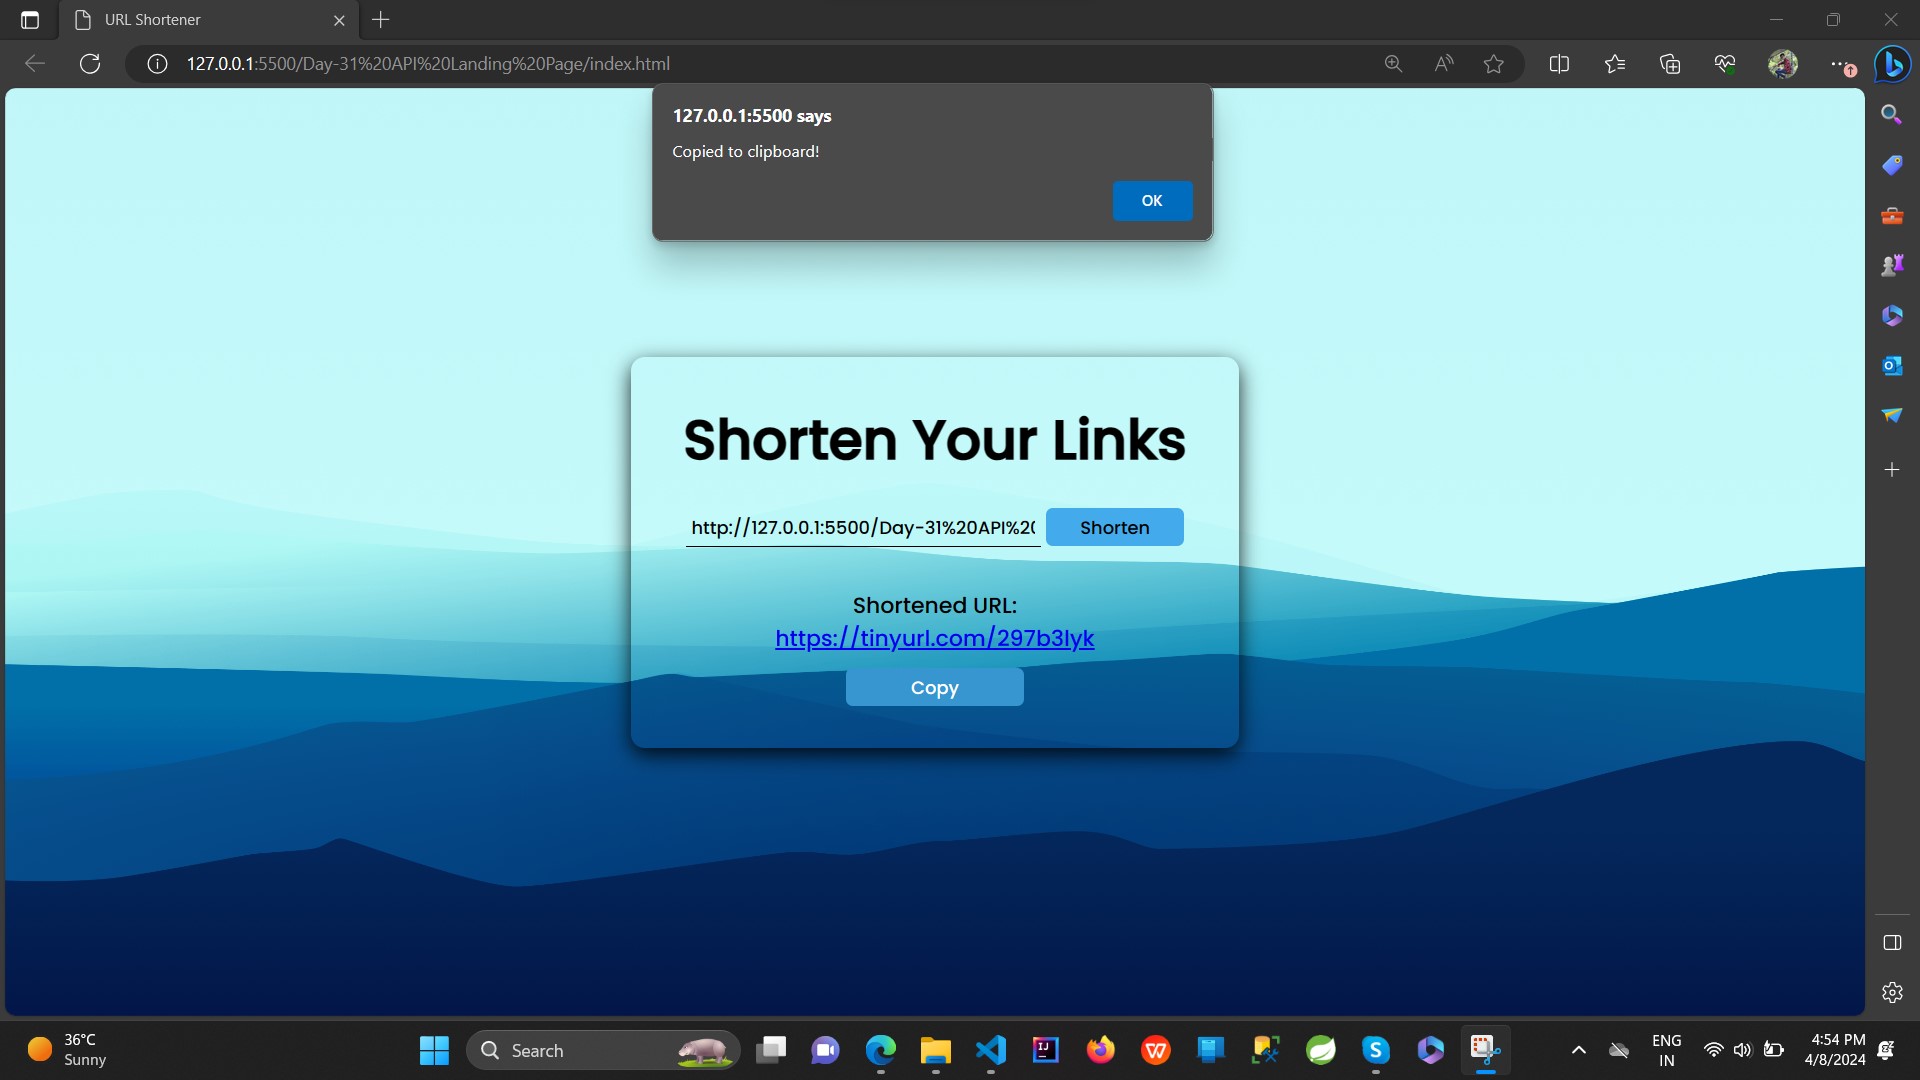 URL Shortener
127.0.0.1:5500/Day-31%20API%20Landing%20Page/index.html
127.0.0.1:5500 says
Copied to clipboard!
OK
Shorten Your Links
http://127.0.0.1:5500/Day-31%20API%20
Shorten
Shortened URL:
https://tinyurl.com/297b3lyk
Copy
36°C
Sunny
Search
ENG
IN
4:54 PM
4/8/2024